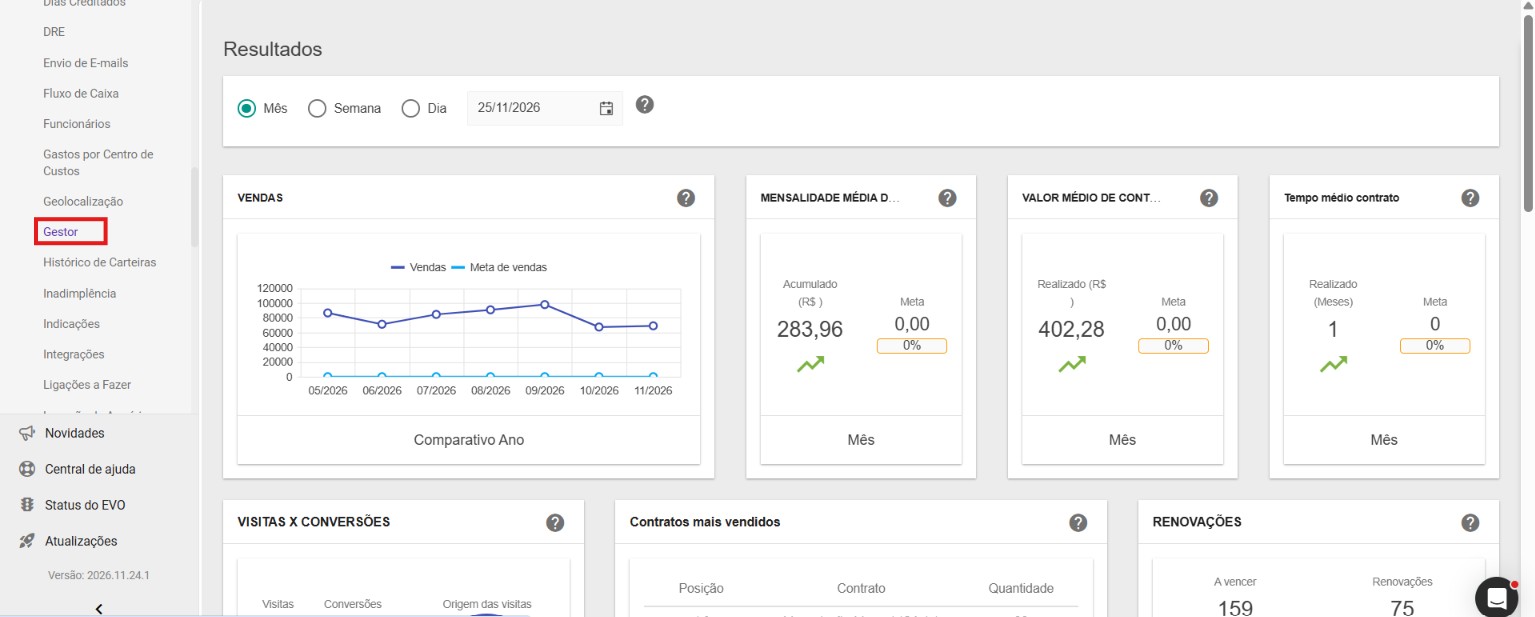 Dias Creditados
DRE
Envio de E-mails
Fluxo de Caixa
Funcionários
Gastos por Centro de
Custos
Geolocalização
Gestor
Histórico de Carteiras
Inadimplência
Indicações
Integrações
Ligações a Fazer
Novidades
Central de ajuda
Status do EVO
Atualizações
Versão: 2026.11.24.1
Resultados
Mês Semana Dia 25/11/2026
VENDAS
Vendas Meta de vendas
120000
100000
80000
60000
40000
20000
0
05/2026 06/2026 07/2026 08/2026 09/2026 10/2026 11/2026
Comparativo Ano
MENSALIDADE MÉDIA D...
Acumulado
(R$ )
283,96
Meta
0,00
0%
Mês
VALOR MÉDIO DE CONT...
Realizado (R$
)
402,28
Meta
0,00
0%
Mês
Tempo médio contrato
Realizado
(Meses)
1
Meta
0
0%
Mês
VISITAS X CONVERSÕES
Visitas Conversões Origem das visitas
Contratos mais vendidos
Posição Contrato Quantidade
RENOVAÇÕES
A vencer Renovações
159 75